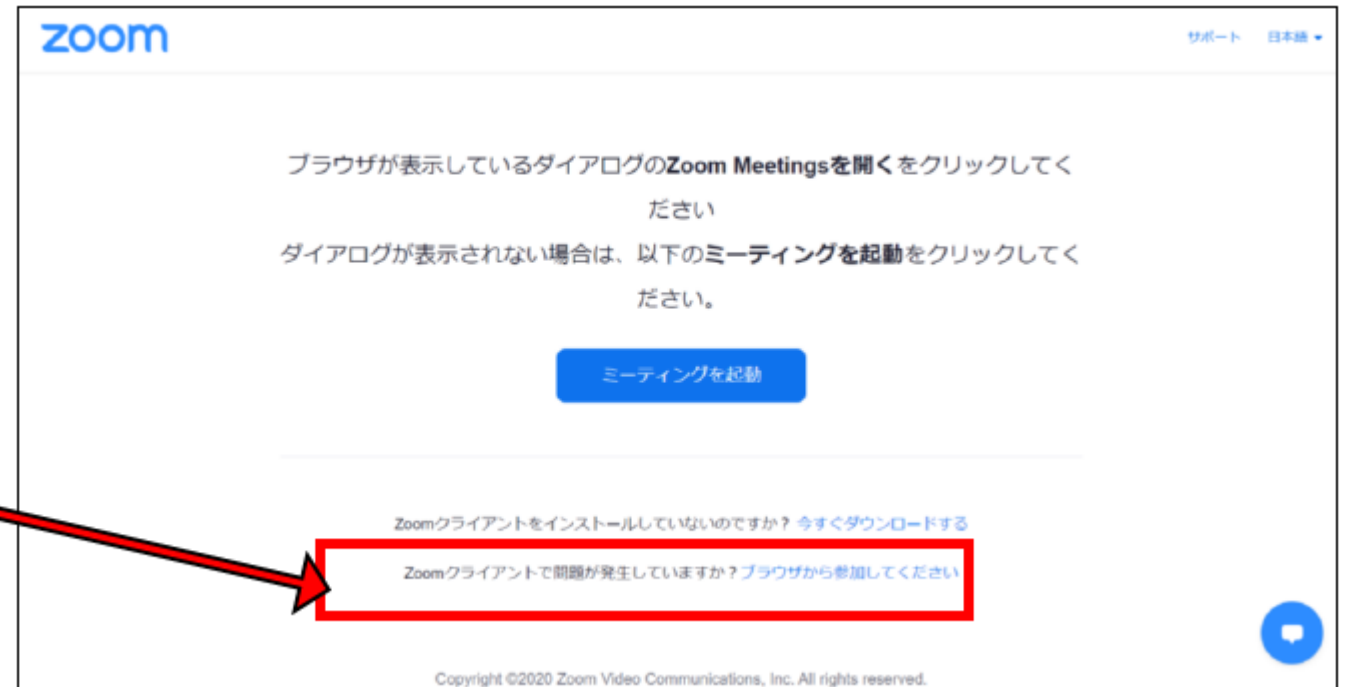 zoom
サポート 日本語
ブラウザが表示しているダイアログのZoom Meetingsを開くをクリックしてく
ださい
ダイアログが表示されない場合は、以下のミーティングを起動をクリックしてく
ださい。
ミーティングを起動
Zoomクライアントをインストールしていないのですか？ 今すぐダウンロードする
Zoomクライアントで問題が発生していますか？ブラウザから参加してください
Copyright ©2020 Zoom Video Communications, Inc. All rights reserved.